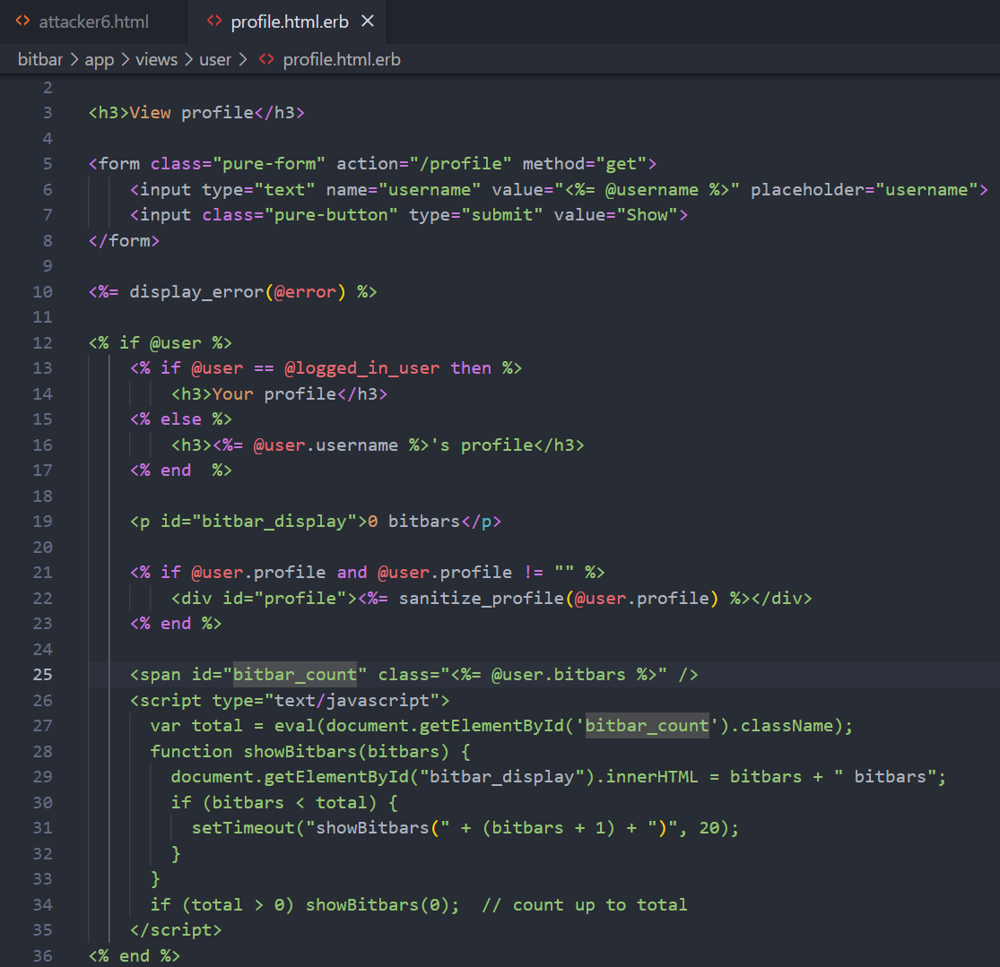 attacker6.html profile.html.erb
bitbar > app > views > user > profile.html.erb
2
3 <h3>View profile</h3>
4
5 <form class="pure-form" action="/profile" method="get">
6     <input type="text" name="username" value="<%= @username %>" placeholder="username">
7     <input class="pure-button" type="submit" value="Show">
8 </form>
9
10 <%= display_error(@error) %>
11
12 <% if @user %>
13     <% if @user == @logged_in_user then %>
14         <h3>Your profile</h3>
15     <% else %>
16         <h3><%= @user.username %>'s profile</h3>
17     <% end  %>
18
19     <p id="bitbar_display">0 bitbars</p>
20
21     <% if @user.profile and @user.profile != "" %>
22         <div id="profile"><%= sanitize_profile(@user.profile) %></div>
23     <% end %>
24
25     <span id="bitbar_count" class="<%= @user.bitbars %>" />
26     <script type="text/javascript">
27       var total = eval(document.getElementById('bitbar_count').className);
28       function showBitbars(bitbars) {
29         document.getElementById("bitbar_display").innerHTML = bitbars + " bitbars";
30         if (bitbars < total) {
31           setTimeout("showBitbars(" + (bitbars + 1) + ")", 20);
32         }
33       }
34       if (total > 0) showBitbars(0);  // count up to total
35     </script>
36 <% end %>